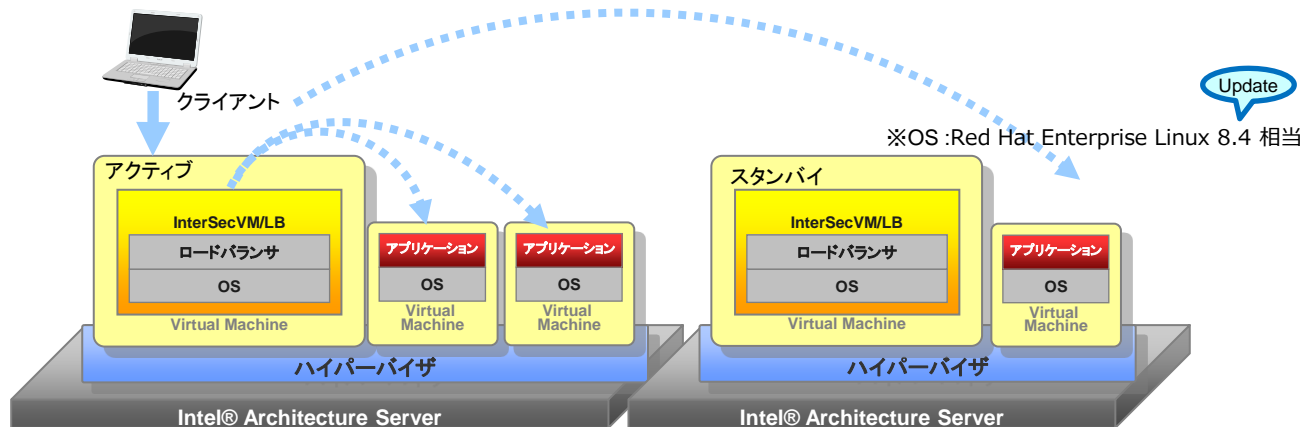 クライアント
Update
※OS :Red Hat Enterprise Linux 8.4 相当
アクティブ
InterSecVM/LB
ロードバランサ
OS
Virtual Machine
アプリケーション
OS
Virtual
Machine
アプリケーション
OS
Virtual
Machine
ハイパーバイザ
Intel® Architecture Server
スタンバイ
InterSecVM/LB
ロードバランサ
OS
Virtual Machine
アプリケーション
OS
Virtual
Machine
ハイパーバイザ
Intel® Architecture Server